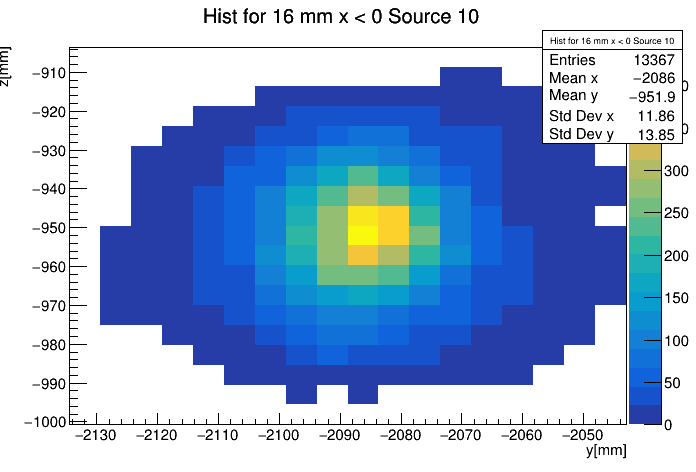 Hist for 16 mm x < 0 Source 10
z[mm]
Hist for 16 mm x < 0 Source 10
Entries 13367
Mean x −2086
Mean y −951.9
Std Dev x 11.86
Std Dev y 13.85
−910
−920
−930
−940
−950
−960
−970
−980
−990
−1000
300
250
200
150
100
50
0
−2130 −2120 −2110 −2100 −2090 −2080 −2070 −2060 −2050
y[mm]